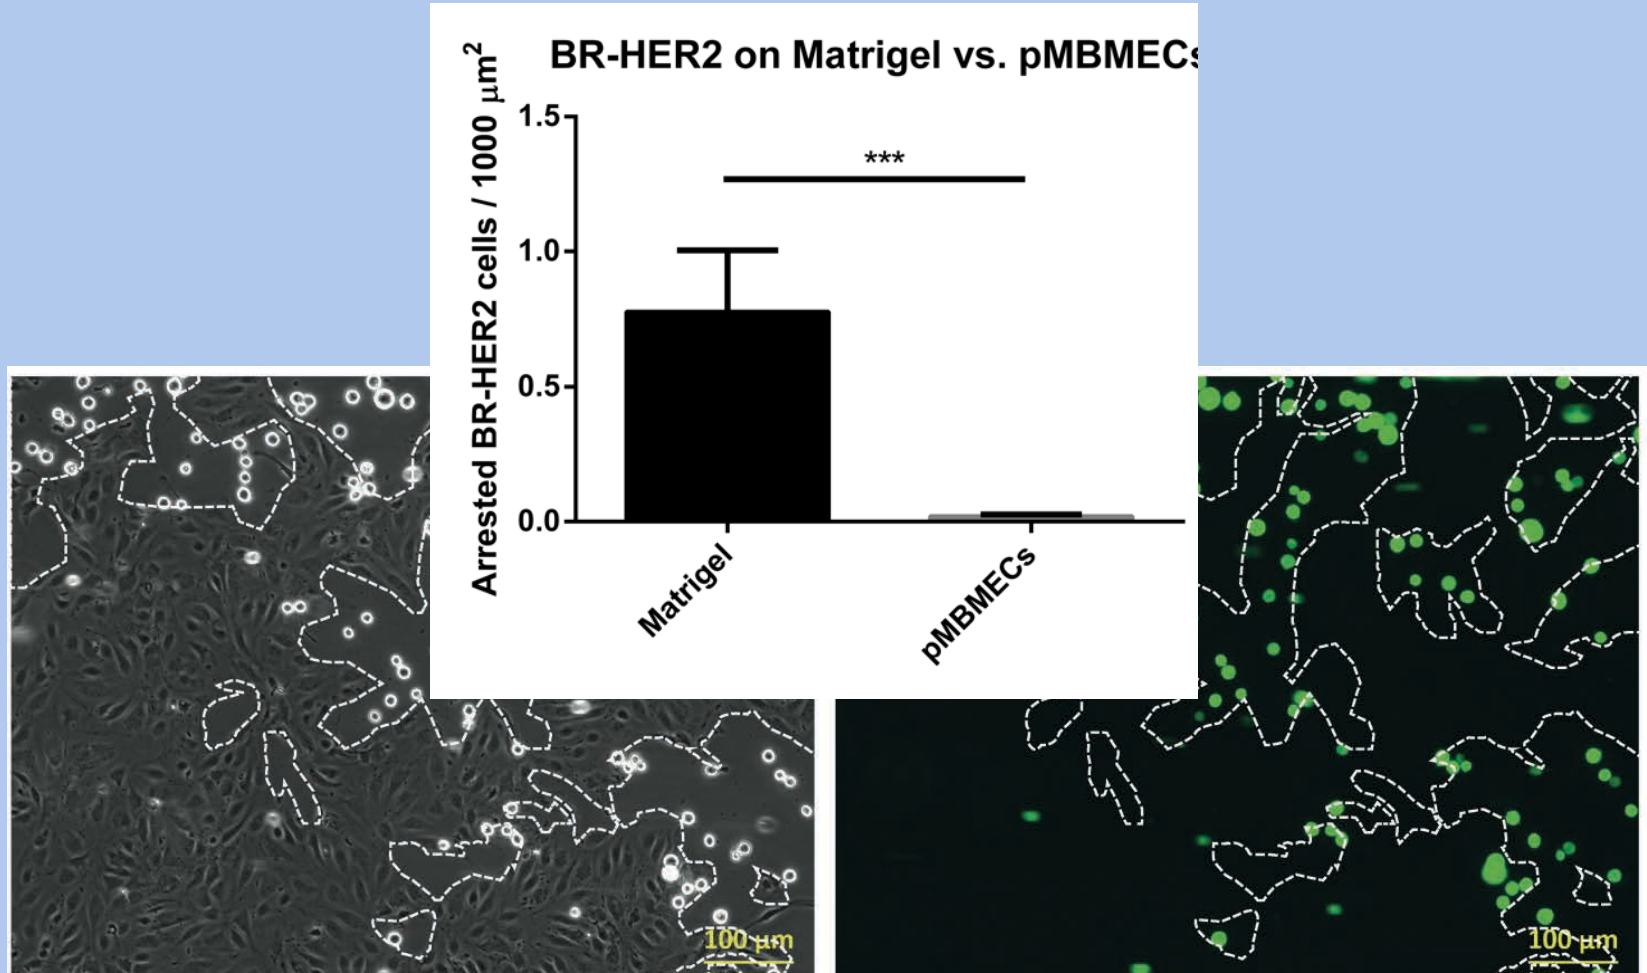 BR-HER2 on Matrigel vs. pMBMECs
Arrested BR-HER2 cells / 1000 μm²
1.5
***
1.0
0.5
0.0
Matrigel
pMBMECs
100 μm
100 μm